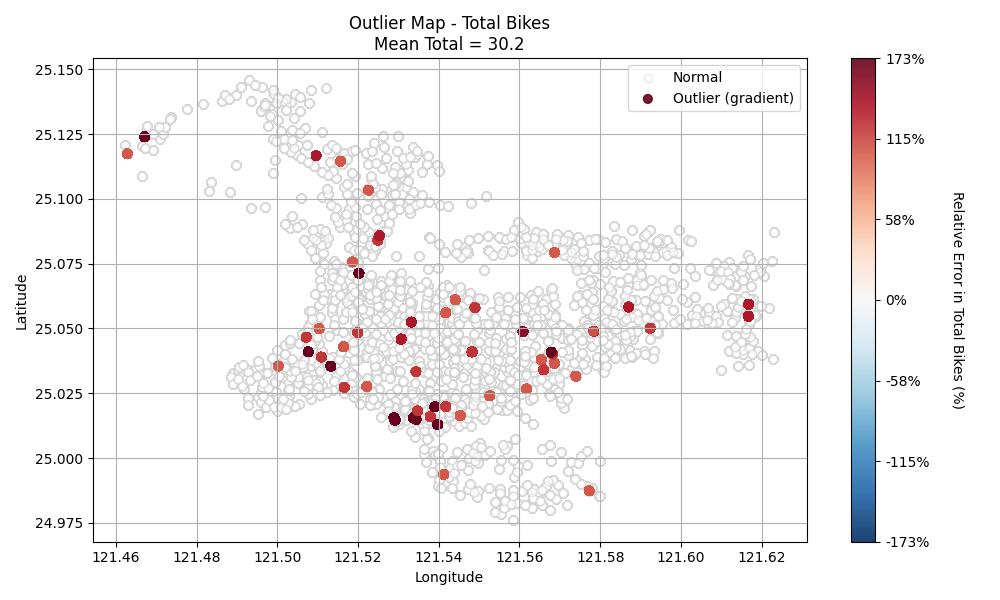 Outlier Map - Total Bikes
Mean Total = 30.2
Normal
Outlier (gradient)
Latitude
25.150
25.125
25.100
25.075
25.050
25.025
25.000
24.975
121.46 121.48 121.50 121.52 121.54 121.56 121.58 121.60 121.62
Longitude
173%
115%
58%
0%
-58%
-115%
-173%
Relative Error in Total Bikes (%)